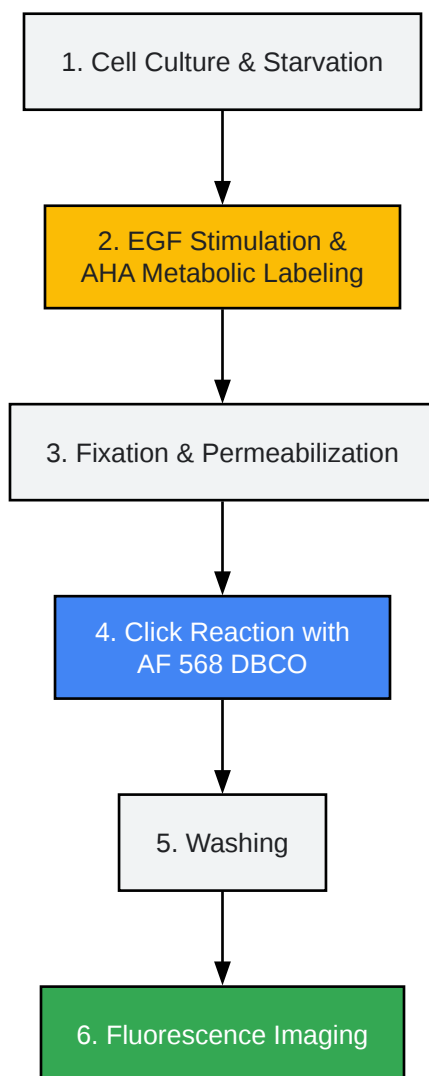 1. Cell Culture & Starvation
2. EGF Stimulation &
AHA Metabolic Labeling
3. Fixation & Permeabilization
4. Click Reaction with
AF 568 DBCO
5. Washing
6. Fluorescence Imaging